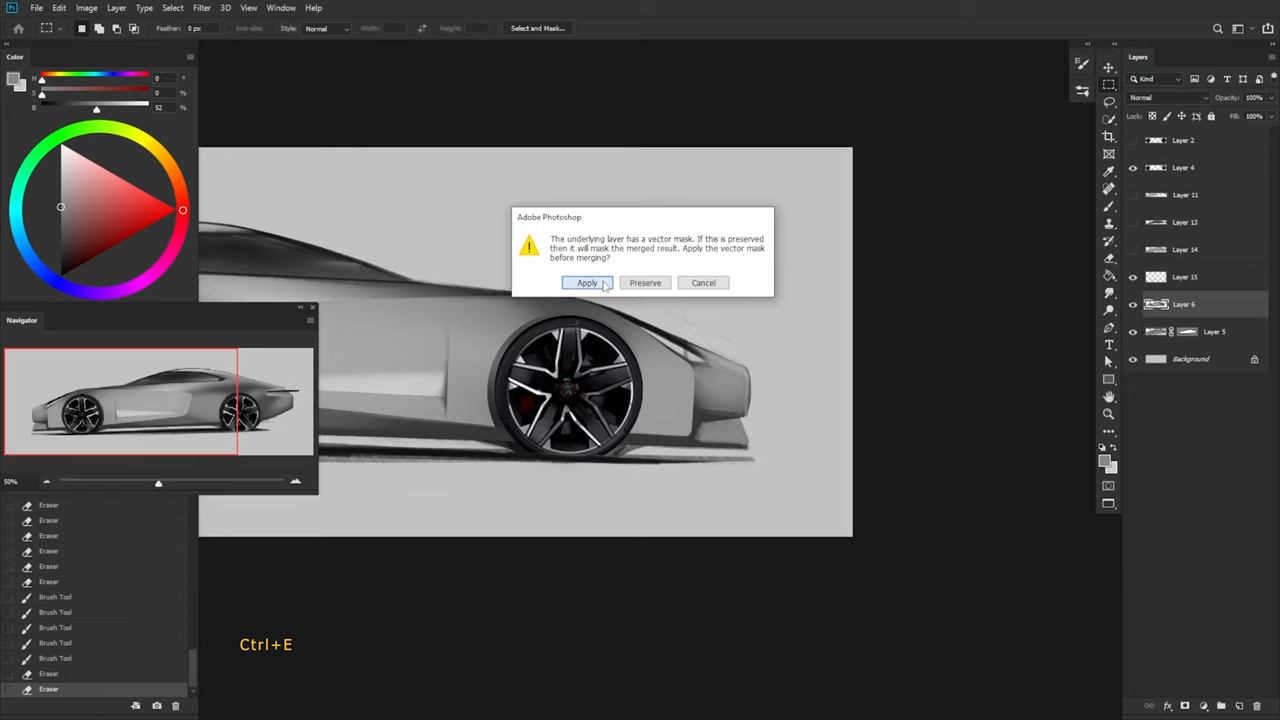 Ps File Edit Image Layer Type Select Filter 3D View Window Help
Feather: 0 px Anti-alias Style: Normal Width: Height: Select and Mask...
Color
H 0 °
S 0 %
B 52 %
Navigator
50%
Eraser
Eraser
Eraser
Eraser
Eraser
Eraser
Brush Tool
Brush Tool
Brush Tool
Brush Tool
Brush Tool
Eraser
Eraser
Adobe Photoshop
The underlying layer has a vector mask. If this is preserved
then it will mask the merged result. Apply the vector mask
before merging?
Apply Preserve Cancel
Ctrl+E
Layers
Kind
Normal Opacity: 100%
Lock: Fill: 100%
Layer 2
Layer 4
Layer 11
Layer 13
Layer 14
Layer 15
Layer 6
Layer 5
Background